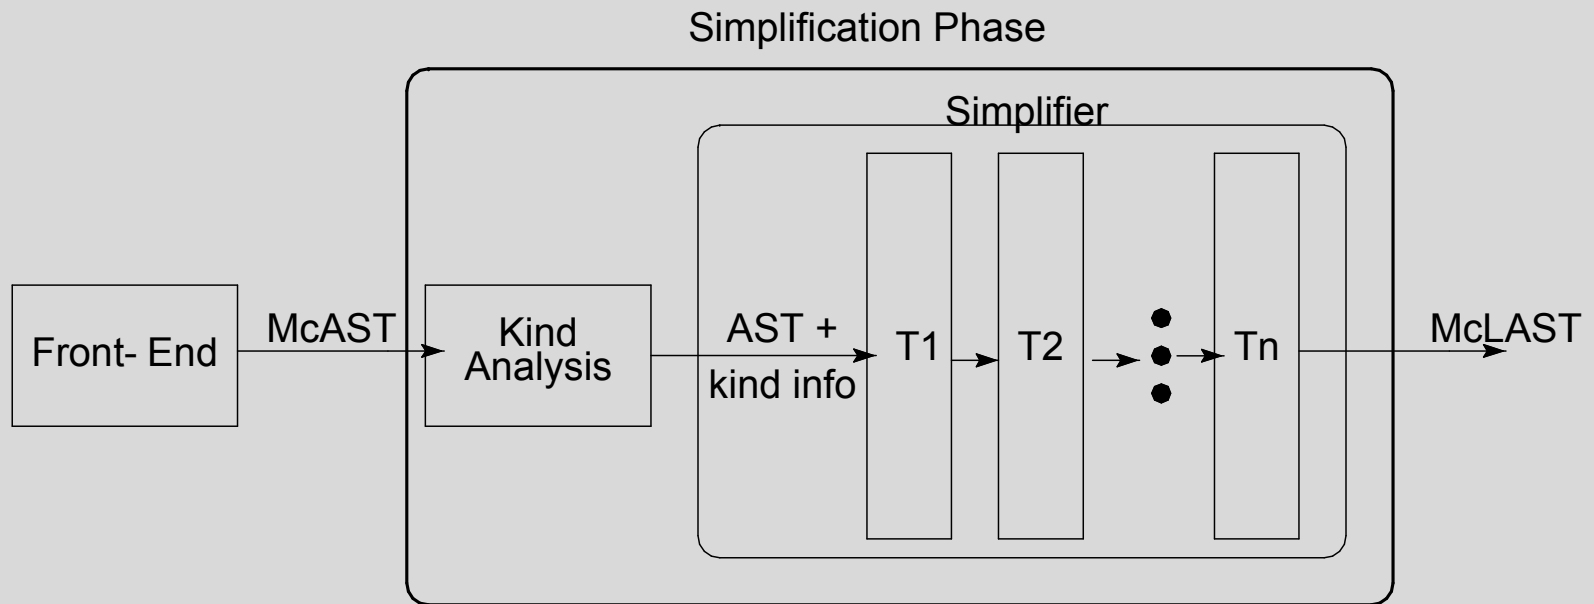 Simplification Phase
Simplifier
Front- End
McAST
Kind
Analysis
AST +
kind info
T1
T2
Tn
McLAST